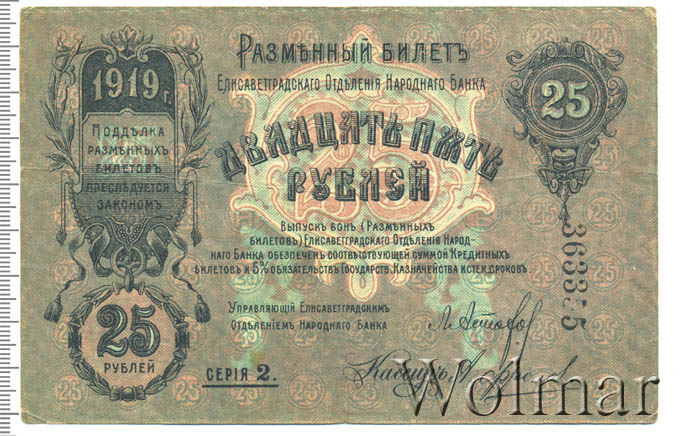 Размѣнный билетъ
Елисаветградскаго Отдѣленія Народнаго Банка
1919 г.
Поддѣлка
размѣнныхъ
билетовъ
преслѣдуется
закономъ
25
Двадцать пять
рублей
Выпускъ бонъ (размѣнныхъ
билетовъ) Елисаветградскаго Отдѣленія Народ-
наго Банка обезпеченъ соотвѣтствующей суммой Кредитныхъ
билетовъ и 5% обязательствъ Государств. Казначейства истек. сроковъ.
Управляющій Елисаветградскимъ
Отдѣленіемъ Народнаго Банка
Кассиръ
25
рублей
Серія 2.
Wolmar